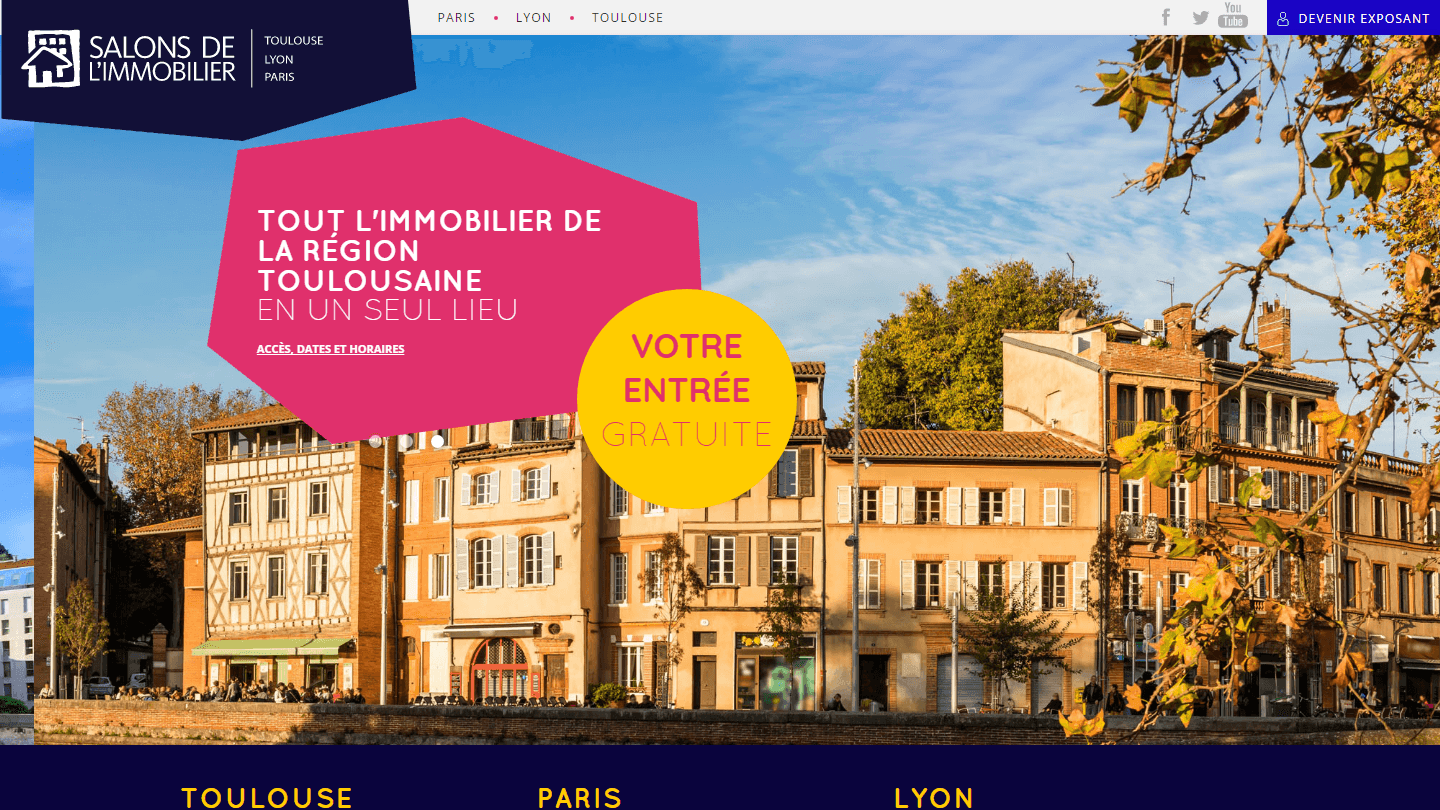 SALONS DE
L'IMMOBILIER
TOULOUSE
LYON
PARIS
PARIS • LYON • TOULOUSE
You
Tube
DEVENIR EXPOSANT
TOUT L'IMMOBILIER DE
LA RÉGION
TOULOUSAINE
EN UN SEUL LIEU
ACCÈS, DATES ET HORAIRES
VOTRE
ENTRÉE
GRATUITE
TOULOUSE
PARIS
LYON